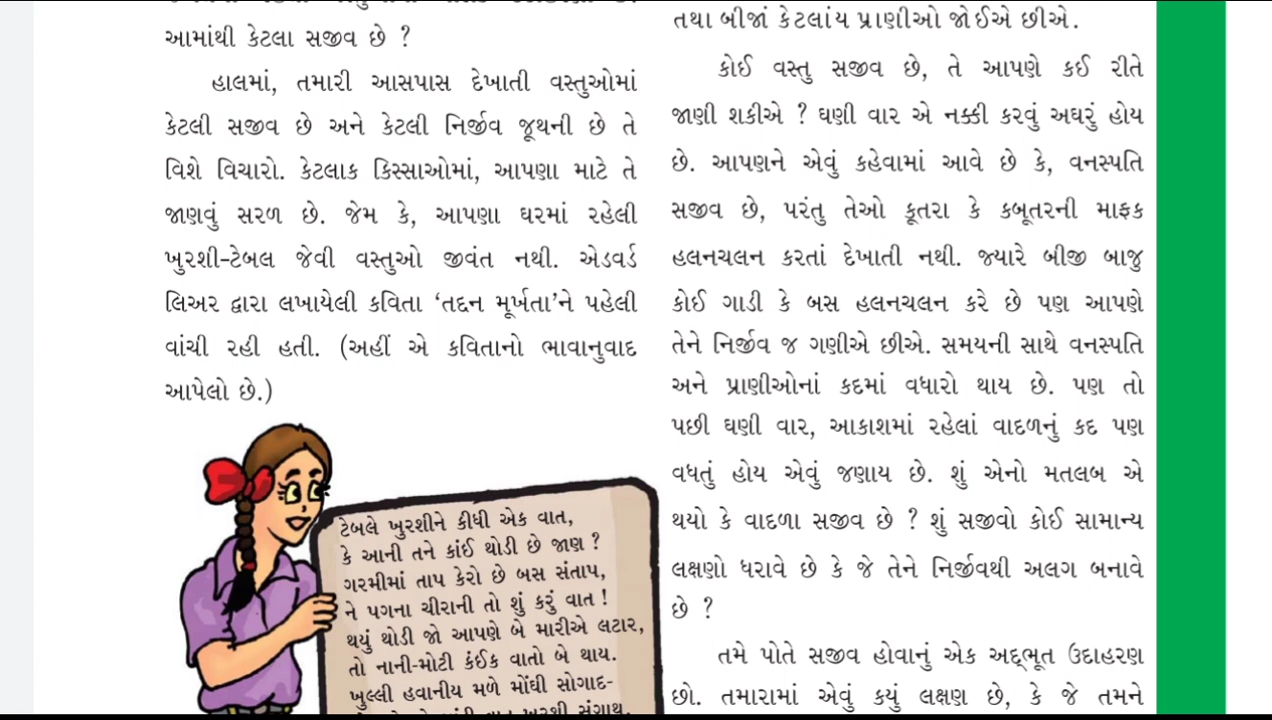 આમાંથી કેટલા સજીવ છે ?
હાલમાં, તમારી આસપાસ દેખાતી વસ્તુઓમાં
કેટલી સજીવ છે અને કેટલી નિર્જીવ જૂથની છે તે
વિશે વિચારો. કેટલાક કિસ્સાઓમાં, આપણા માટે તે
જાણવું સરળ છે. જેમ કે, આપણા ઘરમાં રહેલી
ખુરશી-ટેબલ જેવી વસ્તુઓ જીવંત નથી. એડવર્ડ
લિઅર દ્વારા લખાયેલી કવિતા ‘તદ્દન મૂર્ખતા’ને પહેલી
વાંચી રહી હતી. (અહીં એ કવિતાનો ભાવાનુવાદ
આપેલો છે.)
ટેબલે ખુરશીને કીધી એક વાત,
કે આની તને કાંઈ થોડી છે જાણ ?
ગરમીમાં તાપ કેરો છે બસ સંતાપ,
ને પગના ચીરાની તો શું કરું વાત !
થયું થોડી જો આપણે બે મારીએ લટાર,
તો નાની-મોટી કંઈક વાતો બે થાય.
ખુલ્લી હવાનીય મળે મોંઘી સોગાદ-
તથા બીજાં કેટલાંય પ્રાણીઓ જોઈએ છીએ.
કોઈ વસ્તુ સજીવ છે, તે આપણે કઈ રીતે
જાણી શકીએ ? ઘણી વાર એ નક્કી કરવું અઘરું હોય
છે. આપણને એવું કહેવામાં આવે છે કે, વનસ્પતિ
સજીવ છે, પરંતુ તેઓ કૂતરા કે કબૂતરની માફક
હલનચલન કરતાં દેખાતી નથી. જ્યારે બીજી બાજુ
કોઈ ગાડી કે બસ હલનચલન કરે છે પણ આપણે
તેને નિર્જીવ જ ગણીએ છીએ. સમયની સાથે વનસ્પતિ
અને પ્રાણીઓનાં કદમાં વધારો થાય છે. પણ તો
પછી ઘણી વાર, આકાશમાં રહેલાં વાદળનું કદ પણ
વધતું હોય એવું જણાય છે. શું એનો મતલબ એ
થયો કે વાદળા સજીવ છે ? શું સજીવો કોઈ સામાન્ય
લક્ષણો ધરાવે છે કે જે તેને નિર્જીવથી અલગ બનાવે
છે ?
તમે પોતે સજીવ હોવાનું એક અદ્ભૂત ઉદાહરણ
છો. તમારામાં એવું કયું લક્ષણ છે, કે જે તમને